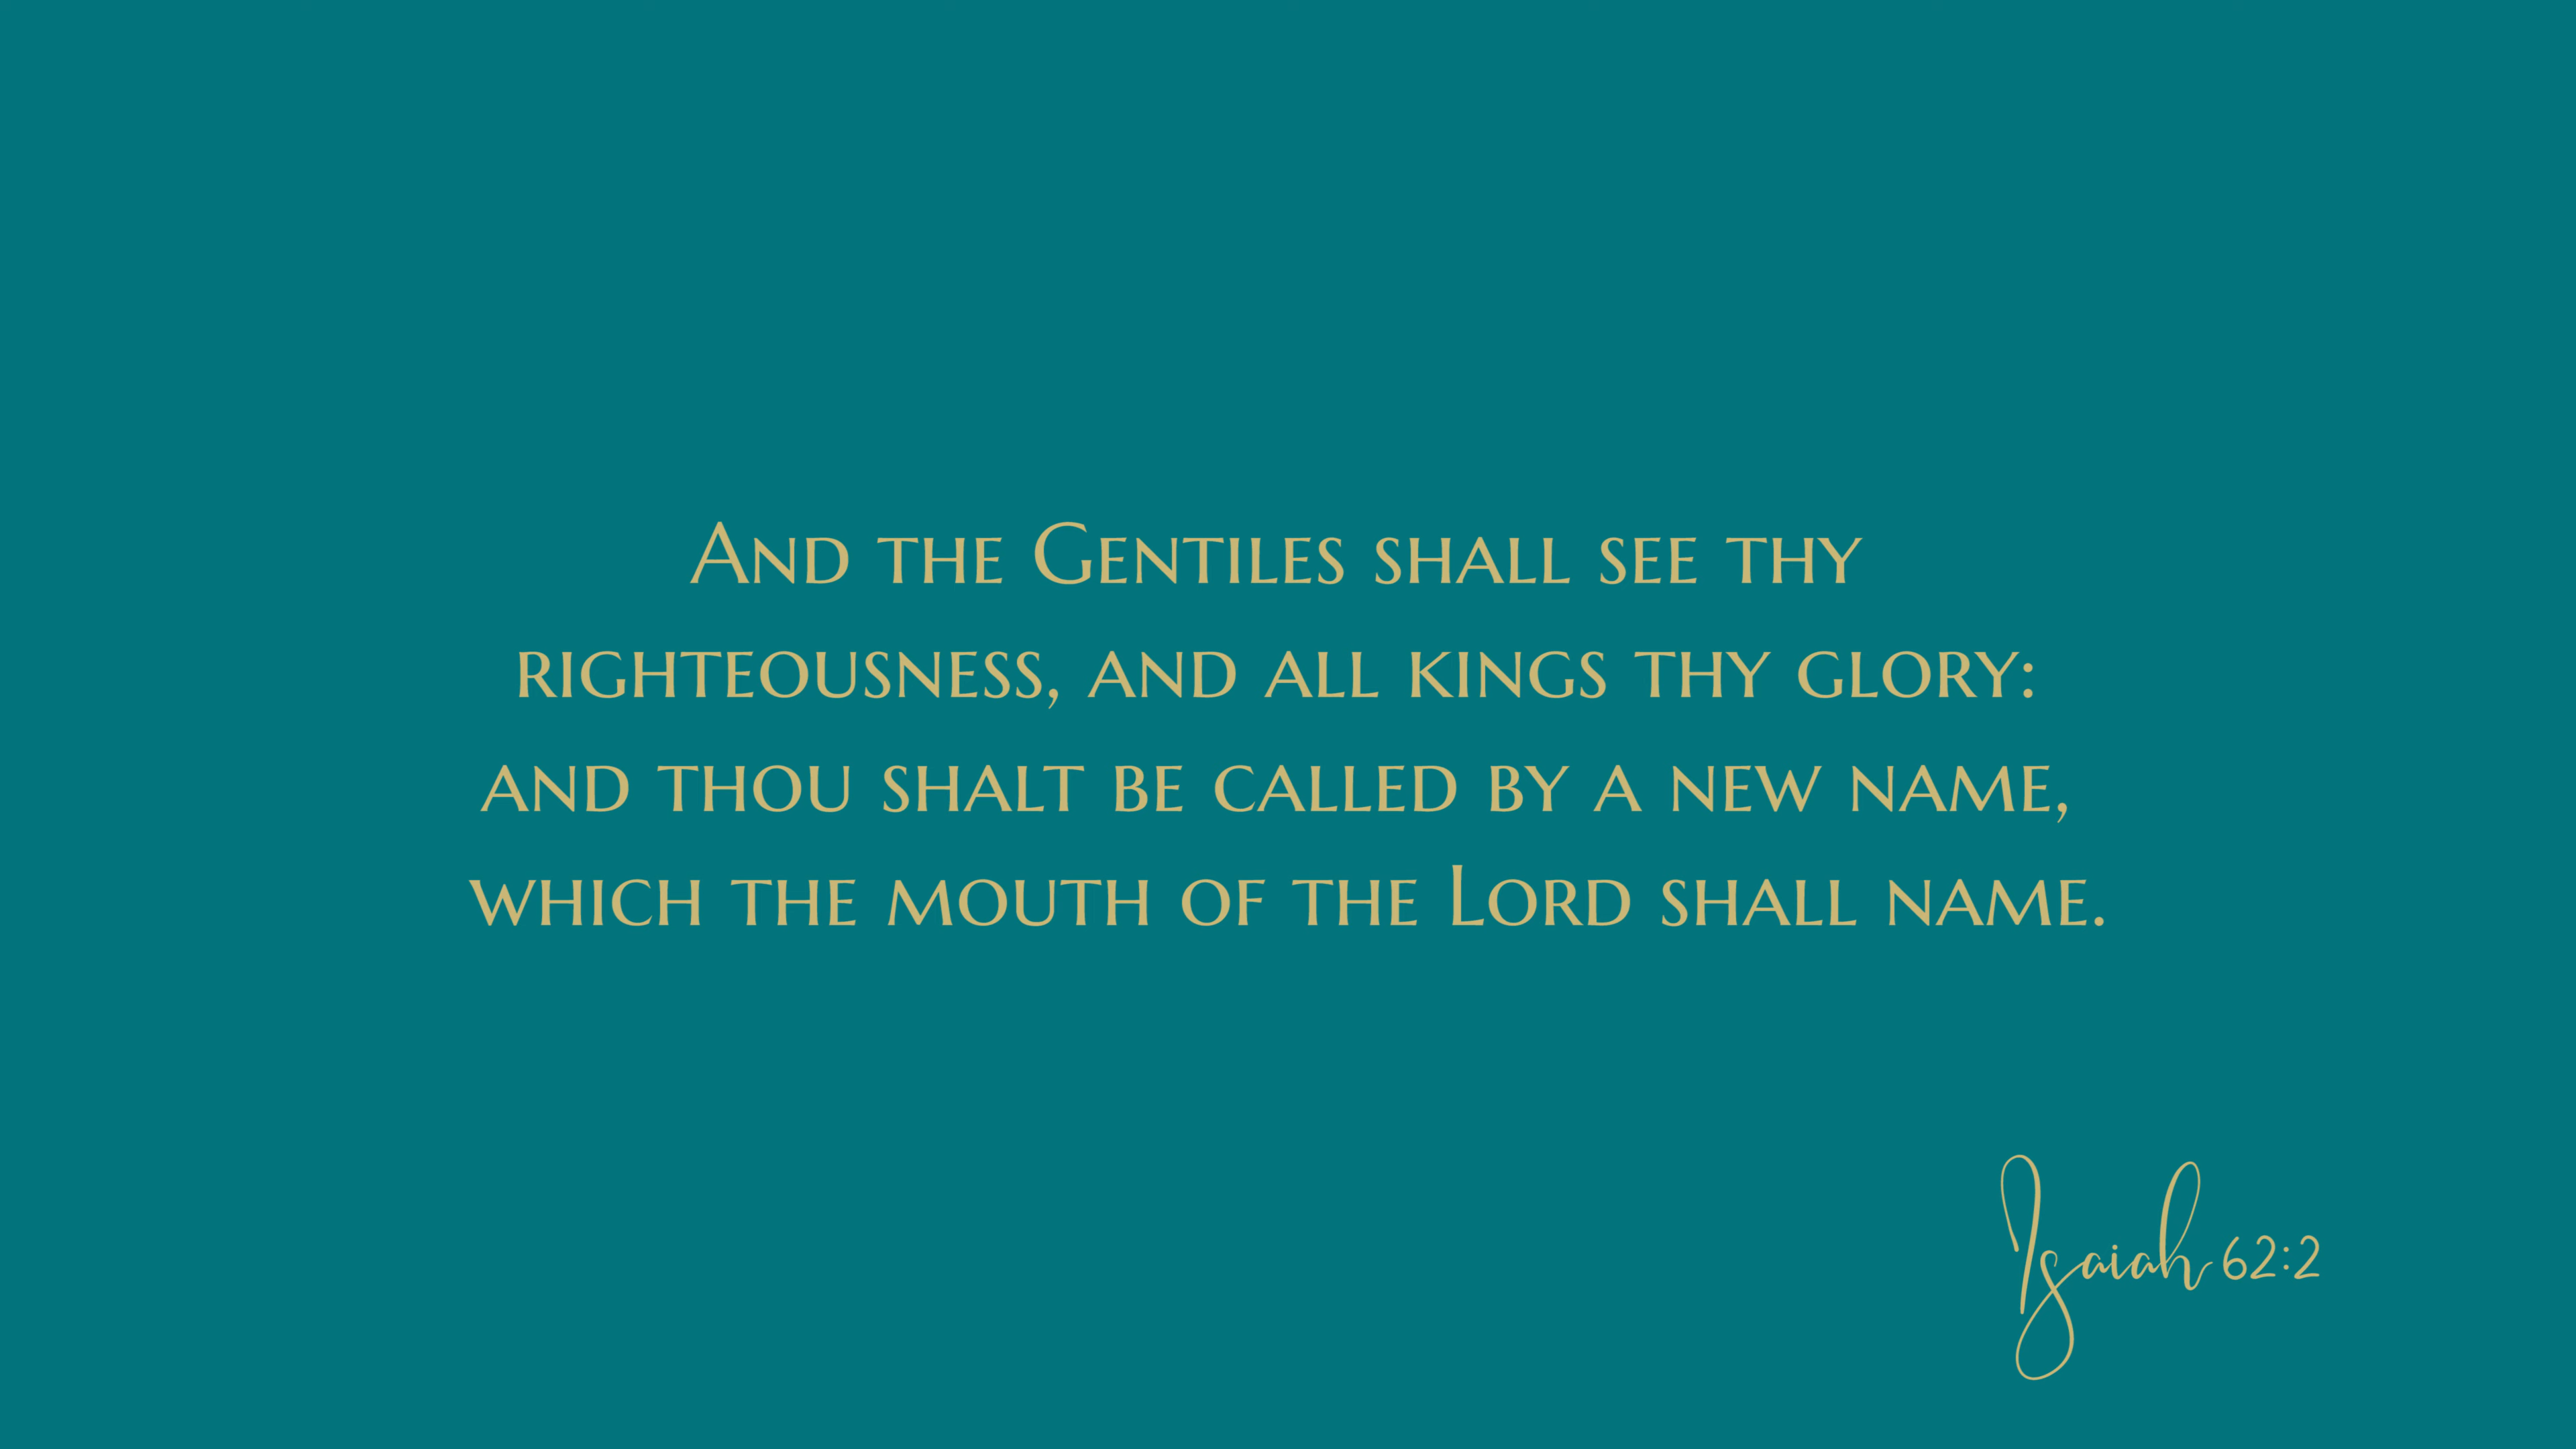 And the Gentiles shall see thy
righteousness, and all kings thy glory:
and thou shalt be called by a new name,
which the mouth of the Lord shall name.
Isaiah 62:2